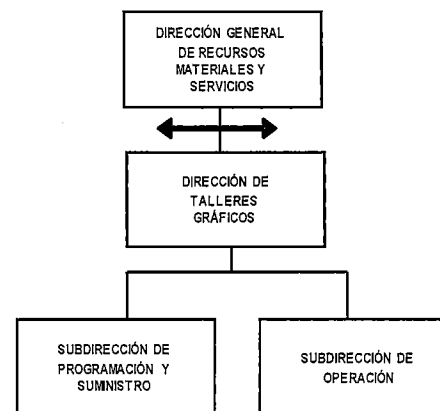 DIRECCIÓN GENERAL
DE RECURSOS
MATERIALES Y
SERVICIOS
DIRECCIÓN DE
TALLERES
GRÁFICOS
SUBDIRECCIÓN DE
PROGRAMACIÓN Y
SUMINISTRO
SUBDIRECCIÓN DE
OPERACIÓN